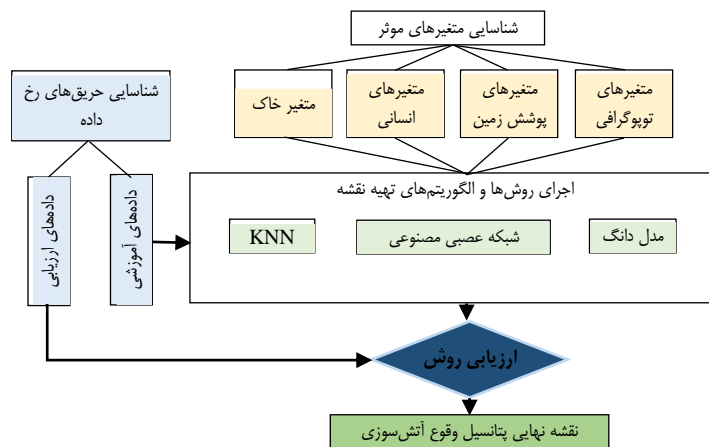 شناسایی متغیرهای موثر
شناسایی حریق‌های رخ
داده
متغیرهای
توپوگرافی
متغیرهای
پوشش زمین
متغیرهای
انسانی
متغیر خاک
داده‌های آموزشی
داده‌های ارزیابی
اجرای روش‌ها و الگوریتم‌های تهیه نقشه
مدل دانگ
شبکه عصبی مصنوعی
KNN
ارزیابی روش
نقشه نهایی پتانسیل وقوع آتش‌سوزی